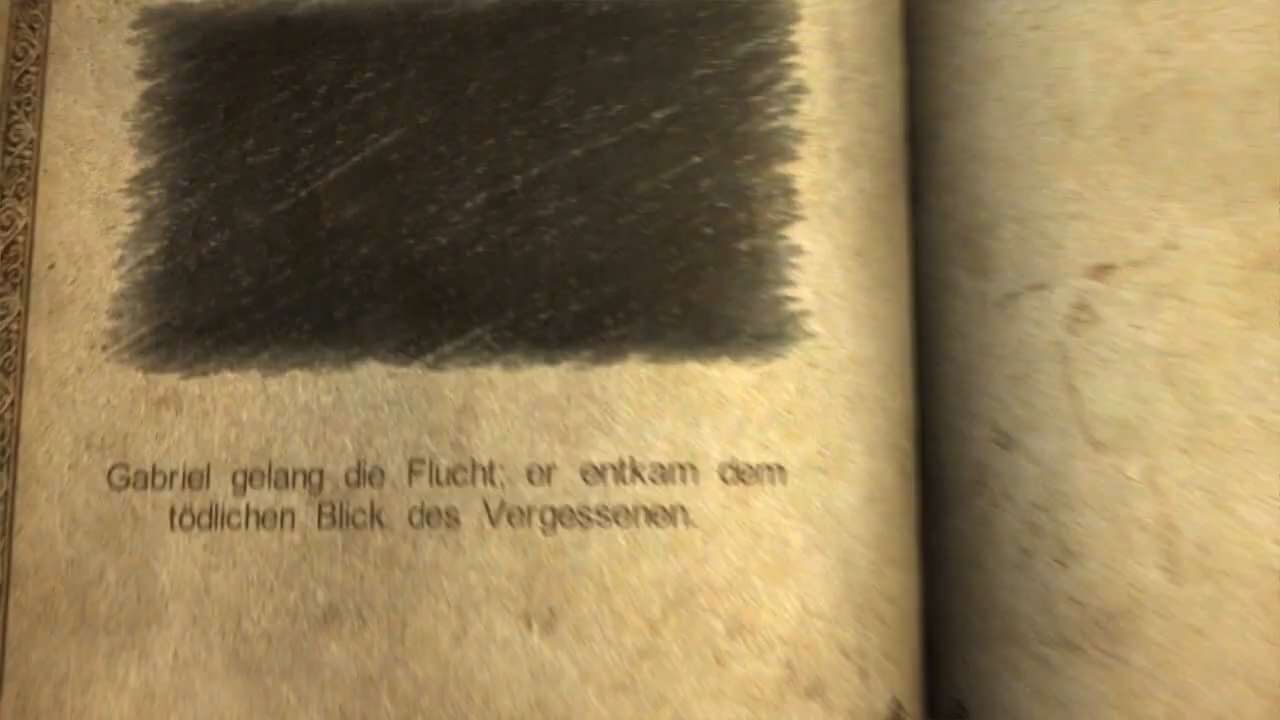 Gabriel gelang die Flucht; er entkam dem
tödlichen Blick des Vergessenen.